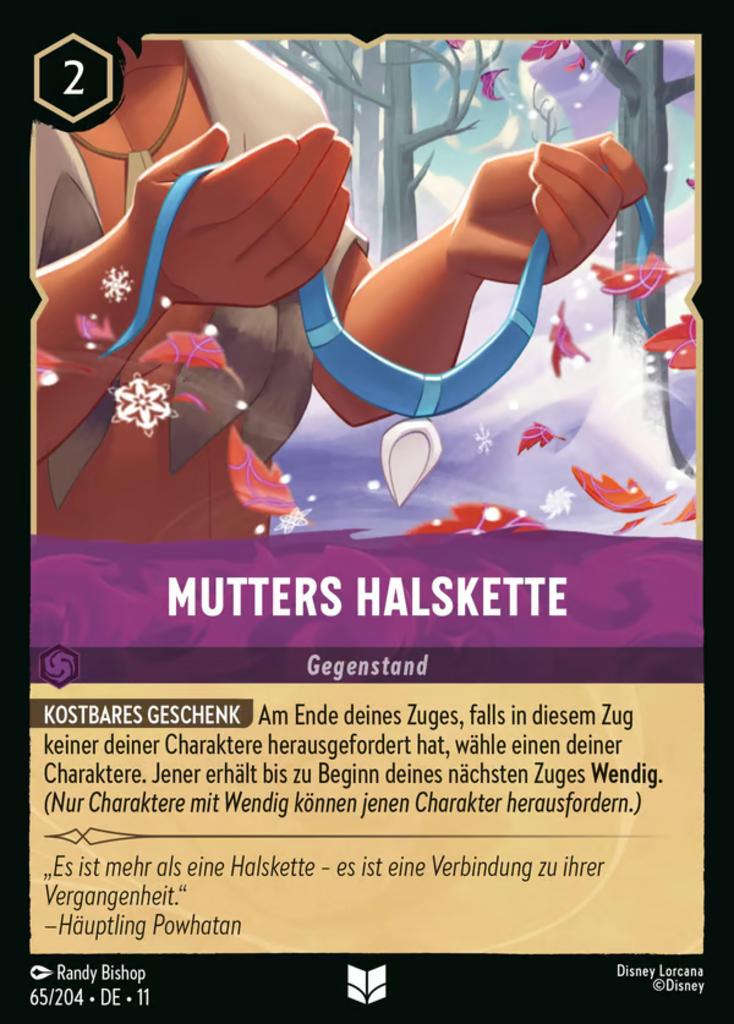 2
MUTTERS HALSKETTE
Gegenstand
KOSTBARES GESCHENK Am Ende deines Zuges, falls in diesem Zug
keiner deiner Charaktere herausgefordert hat, wähle einen deiner
Charaktere. Jener erhält bis zu Beginn deines nächsten Zuges Wendig.
(Nur Charaktere mit Wendig können jenen Charakter herausfordern.)
„Es ist mehr als eine Halskette – es ist eine Verbindung zu ihrer
Vergangenheit.“
–Häuptling Powhatan
Randy Bishop
65/204 • DE • 11
Disney Lorcana
©Disney